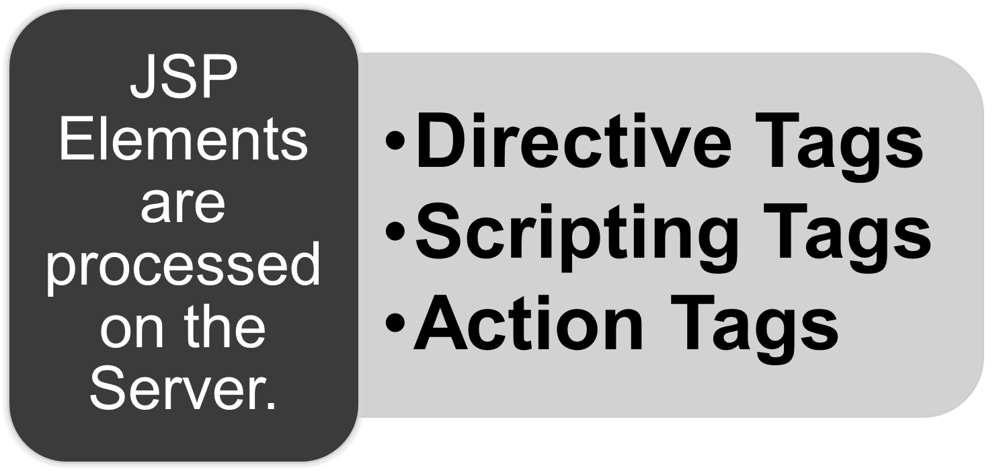 JSP
Elements
are
processed
on the
Server.
•Directive Tags
•Scripting Tags
•Action Tags